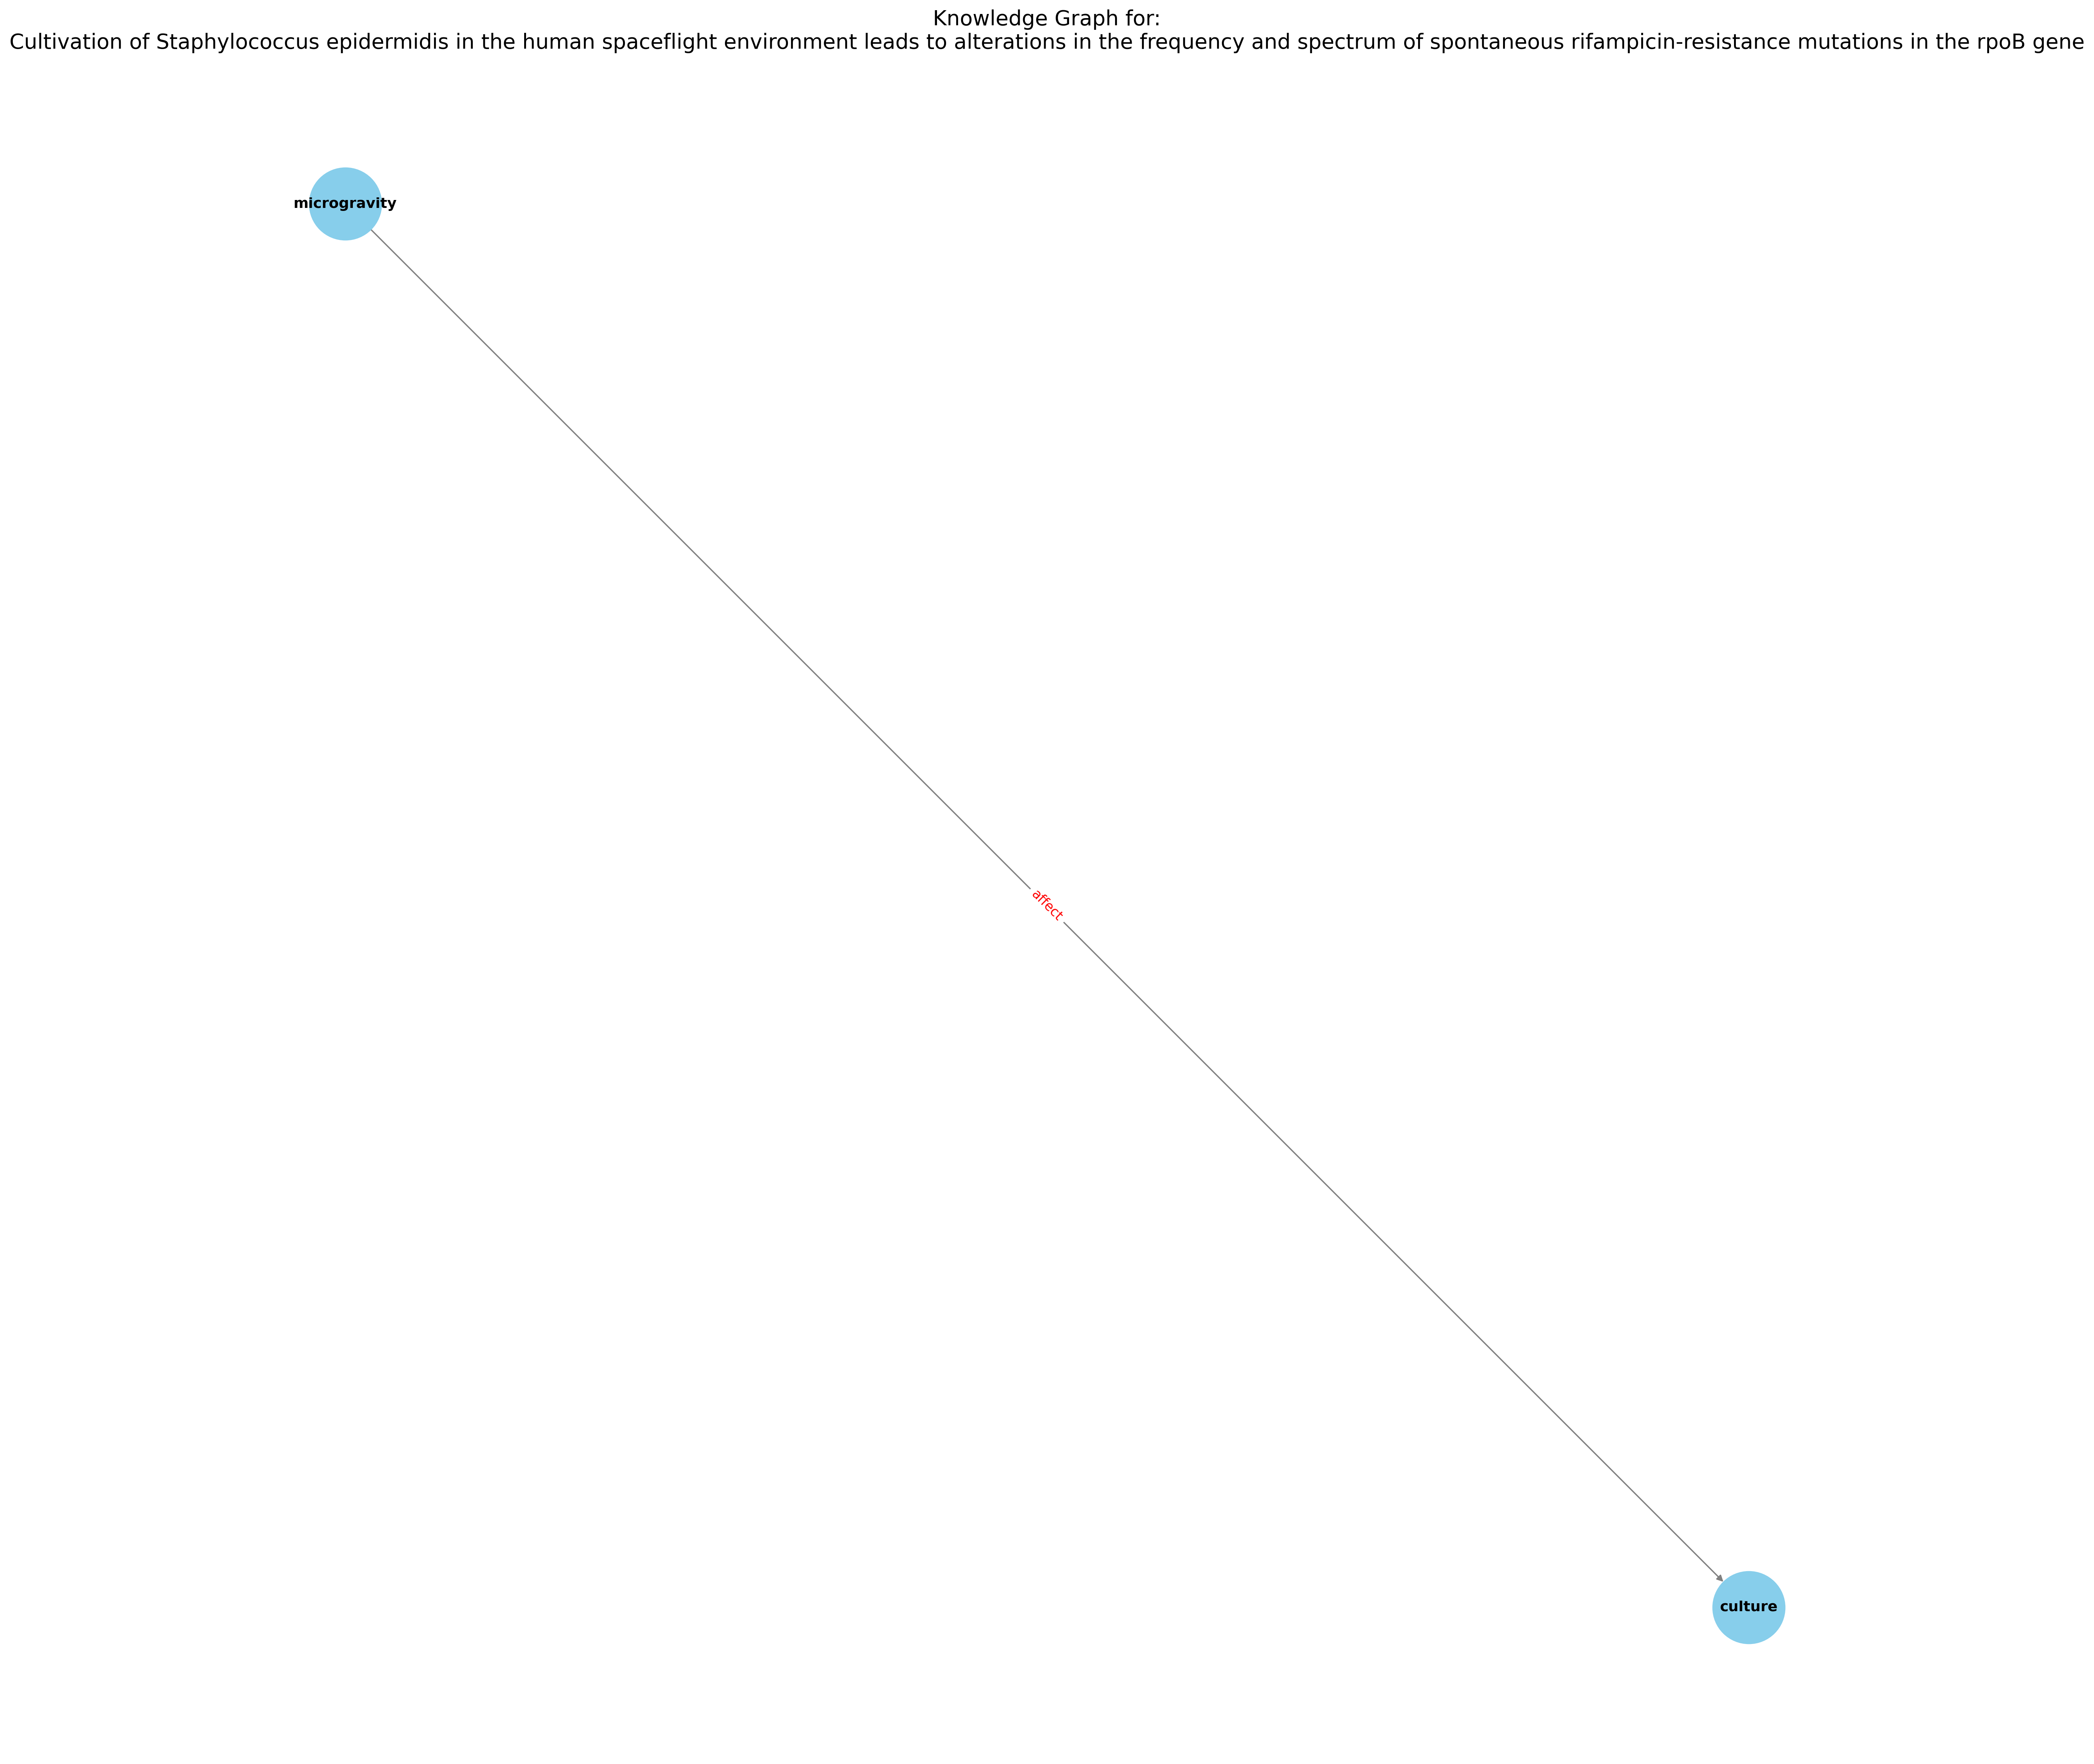 Knowledge Graph for:
Cultivation of Staphylococcus epidermidis in the human spaceflight environment leads to alterations in the frequency and spectrum of spontaneous rifampicin-resistance mutations in the rpoB gene
microgravity
affect
culture